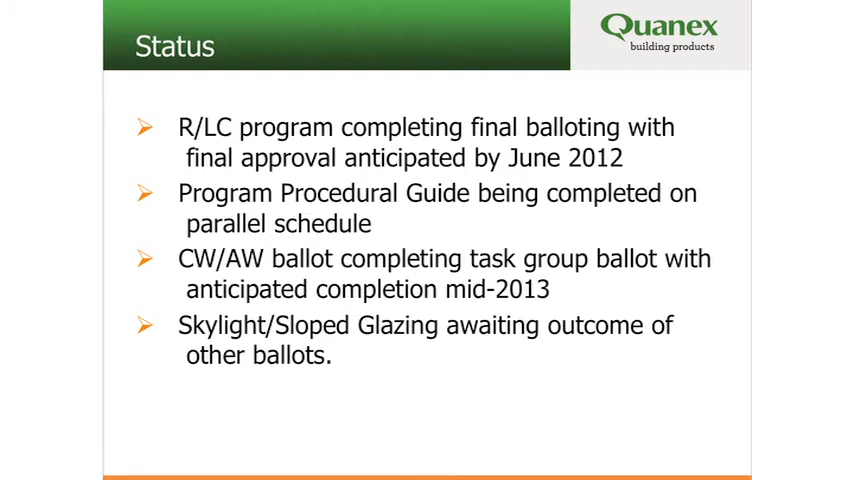 Status
Quanex
building products
R/LC program completing final balloting with
final approval anticipated by June 2012
Program Procedural Guide being completed on
parallel schedule
CW/AW ballot completing task group ballot with
anticipated completion mid-2013
Skylight/Sloped Glazing awaiting outcome of
other ballots.